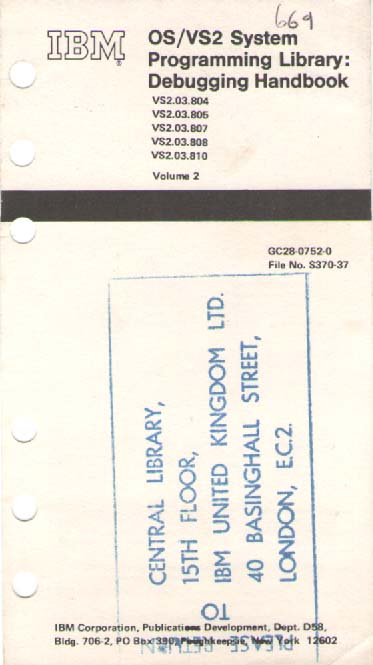 669
IBM
OS/VS2 System
Programming Library:
Debugging Handbook
VS2.03.804
VS2.03.805
VS2.03.807
VS2.03.808
VS2.03.810
Volume 2
GC28-0752-0
File No. S370-37
PLEASE RETURN
TO
CENTRAL LIBRARY,
15TH FLOOR,
IBM UNITED KINGDOM LTD.
40 BASINGHALL STREET,
LONDON, E.C.2.
IBM Corporation, Publications Development, Dept. D58,
Bldg. 706-2, PO Box 390, Poughkeepsie, New York 12602